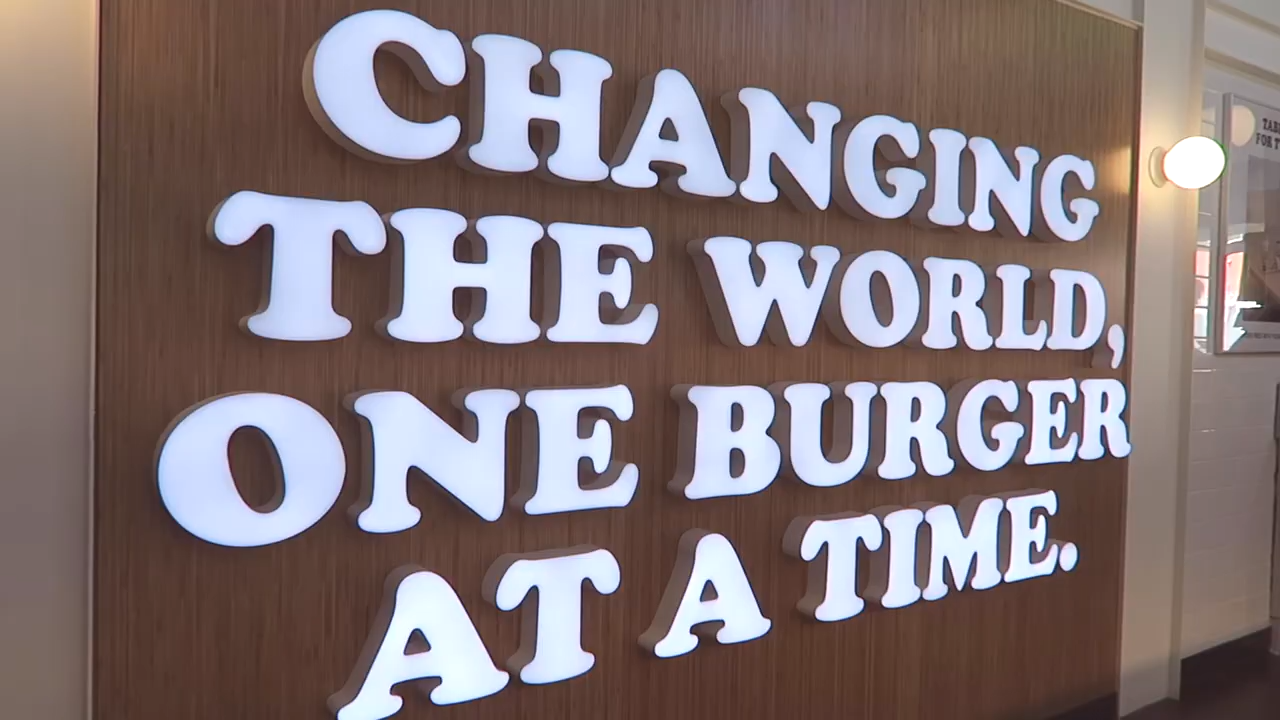 CHANGING
THE WORLD,
ONE BURGER
AT A TIME.